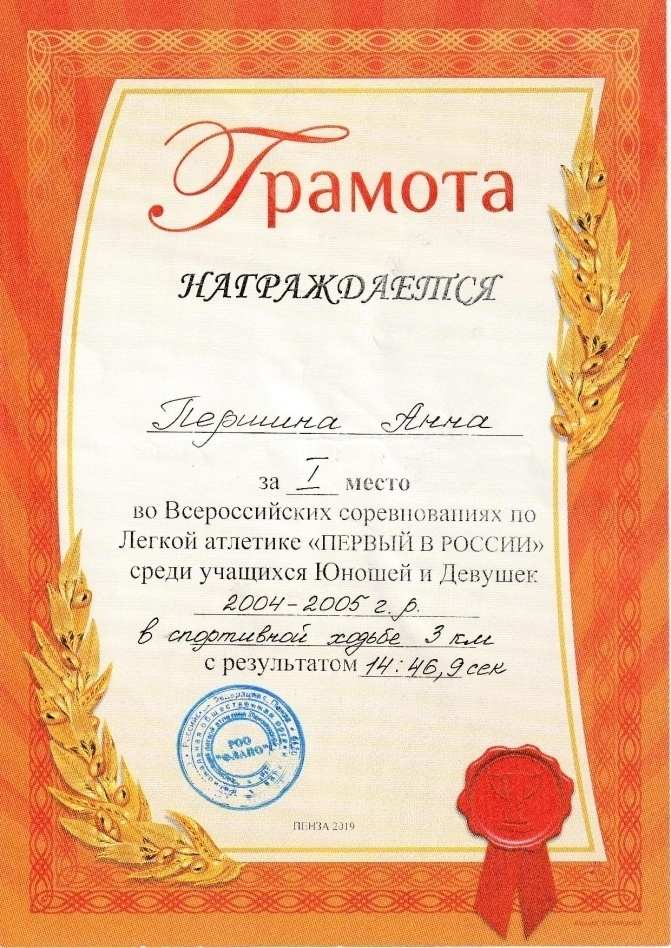 Грамота
НАГРАЖДАЕТСЯ
Першина Анна
за I место
во Всероссийских соревнованиях по
Легкой атлетике «ПЕРВЫЙ В РОССИИ»
среди учащихся Юношей и Девушек
2004-2005 г.р.
в спортивной ходьбе 3 км
с результатом 14:46,9 сек
РОО
"ФЛАПО"
ПЕНЗА 2019